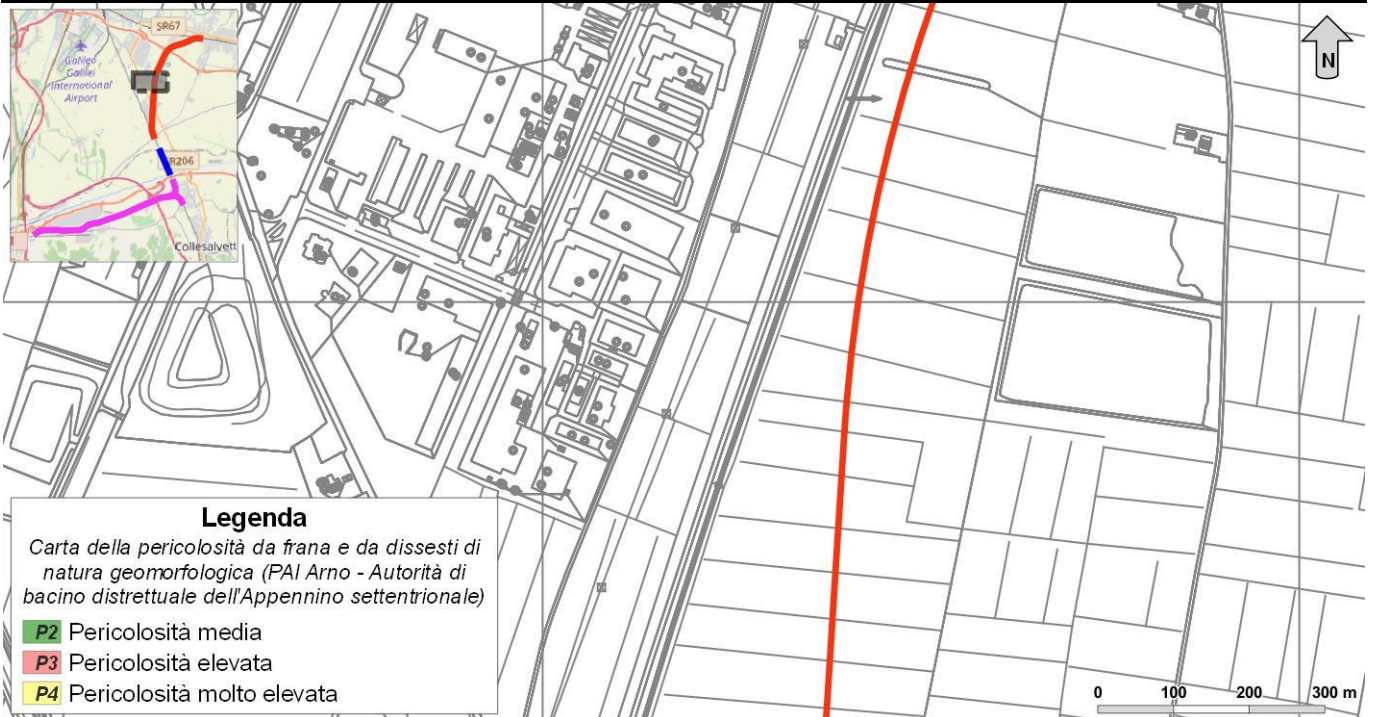 SR67
Galileo
Galilei
International
Airport
R206
Collesalvett
N
Legenda
Carta della pericolosità da frana e da dissesti di
natura geomorfologica (PAI Arno - Autorità di
bacino distrettuale dell'Appennino settentrionale)
P2 Pericolosità media
P3 Pericolosità elevata
P4 Pericolosità molto elevata
0 100 200 300 m